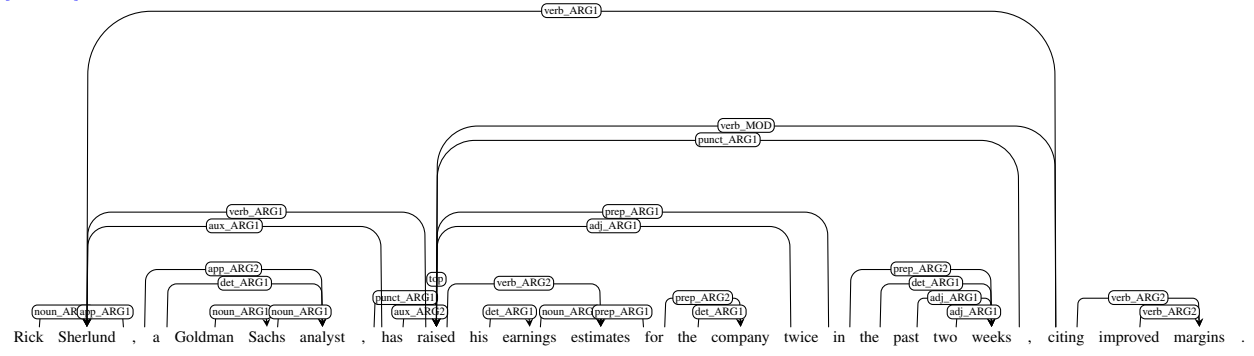 verb_ARG1
verb_MOD
punct_ARG1
verb_ARG1 prep_ARG1
aux_ARG1 adj_ARG1
app_ARG2 prep_ARG2
det_ARG1 top verb_ARG2 det_ARG1
punct_ARG1 prep_ARG2 adj_ARG1 verb_ARG2
noun_AR app_ARG1 noun_ARG1 noun_ARG1 aux_ARG2 det_ARG1 noun_ARG prep_ARG1 det_ARG1 adj_ARG1 verb_ARG2
Rick Sherlund , a Goldman Sachs analyst , has raised his earnings estimates for the company twice in the past two weeks , citing improved margins .